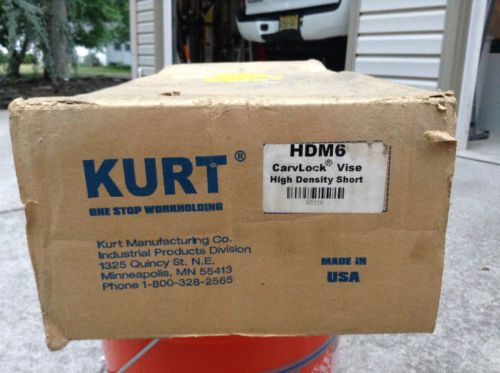 KURT®
ONE STOP WORKHOLDING
Kurt Manufacturing Co.
Industrial Products Division
1325 Quincy St. N.E.
Minneapolis, MN 55413
Phone 1-800-328-2565
HDM6
CarvLock® Vise
High Density Short
MADE IN
USA